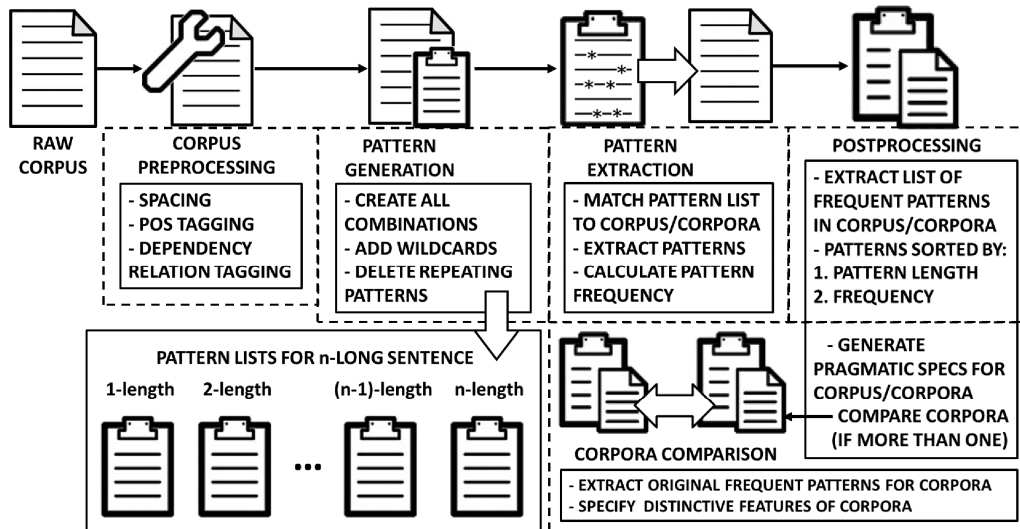 RAW
CORPUS
CORPUS
PREPROCESSING
- SPACING
- POS TAGGING
- DEPENDENCY
RELATION TAGGING
PATTERN
GENERATION
- CREATE ALL
COMBINATIONS
- ADD WILDCARDS
- DELETE REPEATING
PATTERNS
PATTERN
EXTRACTION
- MATCH PATTERN LIST
TO CORPUS/CORPORA
- EXTRACT PATTERNS
- CALCULATE PATTERN
FREQUENCY
POSTPROCESSING
- EXTRACT LIST OF
FREQUENT PATTERNS
IN CORPUS/CORPORA
- PATTERNS SORTED BY:
1. PATTERN LENGTH
2. FREQUENCY
- GENERATE
PRAGMATIC SPECS FOR
CORPUS/CORPORA
COMPARE CORPORA
(IF MORE THAN ONE)
PATTERN LISTS FOR n-LONG SENTENCE
1-length 2-length (n-1)-length n-length
...
CORPORA COMPARISON
- EXTRACT ORIGINAL FREQUENT PATTERNS FOR CORPORA
- SPECIFY DISTINCTIVE FEATURES OF CORPORA